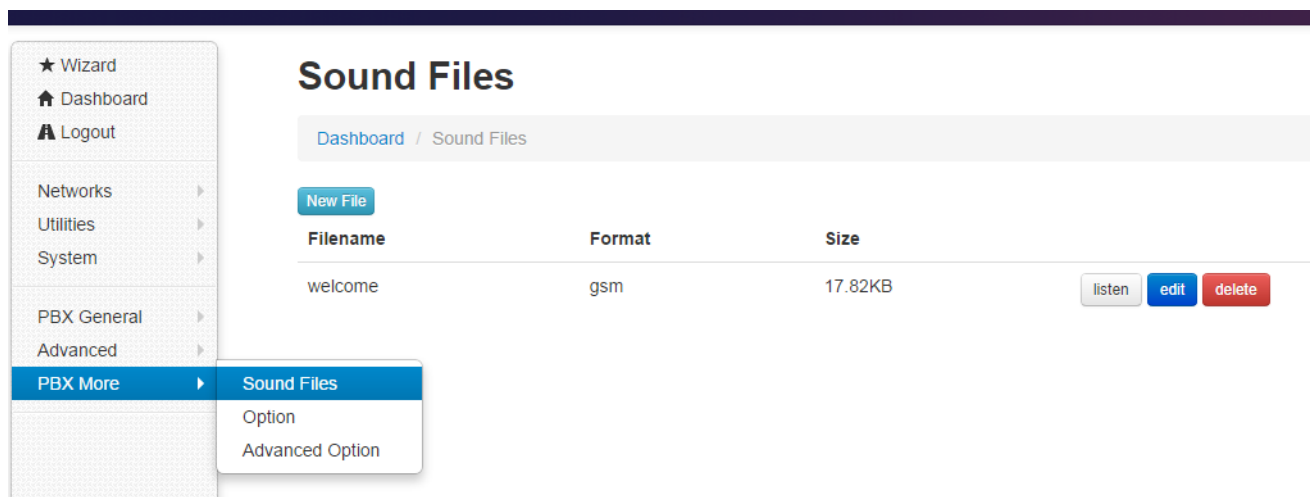 Wizard
Dashboard
Logout
Networks
Utilities
System
PBX General
Advanced
PBX More
Sound Files
Option
Advanced Option
Sound Files
Dashboard / Sound Files
New File
Filename Format Size
welcome gsm 17.82KB listen edit delete